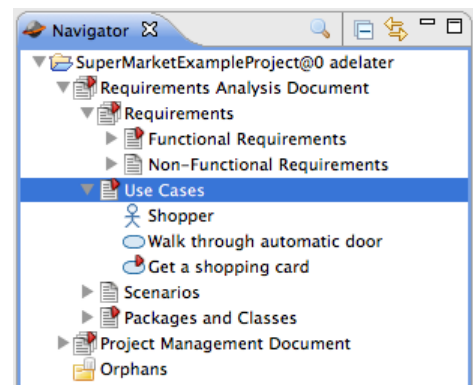 Navigator
SuperMarketExampleProject@0 adelater
Requirements Analysis Document
Requirements
Functional Requirements
Non-Functional Requirements
Use Cases
Shopper
Walk through automatic door
Get a shopping card
Scenarios
Packages and Classes
Project Management Document
Orphans